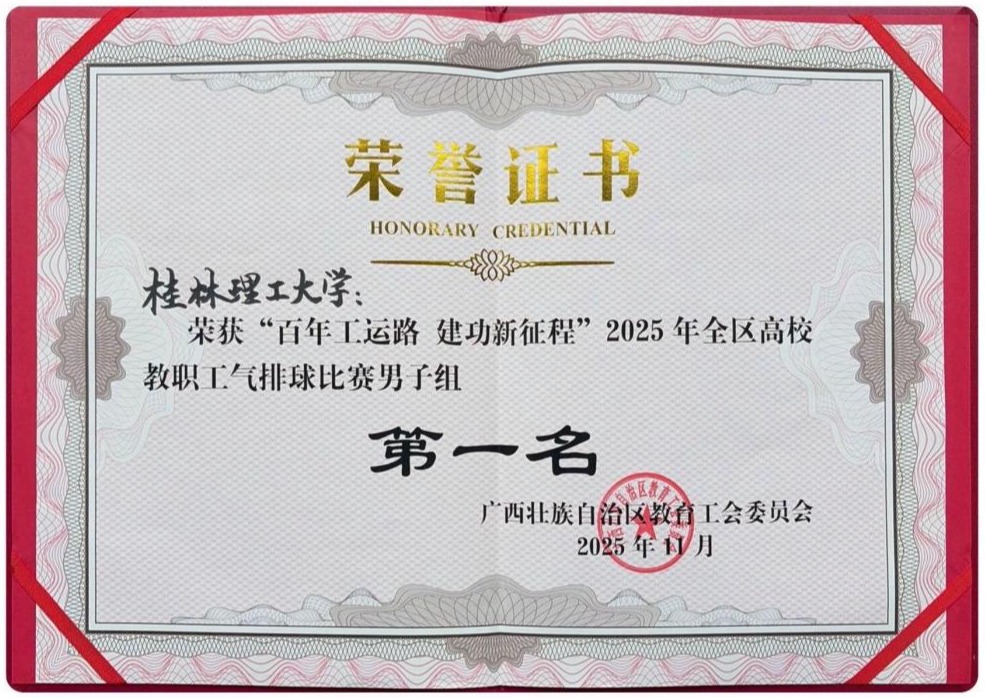 荣誉证书
HONORARY CREDENTIAL
桂林理工大学：
荣获“百年工运路 建功新征程”2025年全区高校
教职工气排球比赛男子组
第一名
广西壮族自治区教育工会委员会
2025年11月